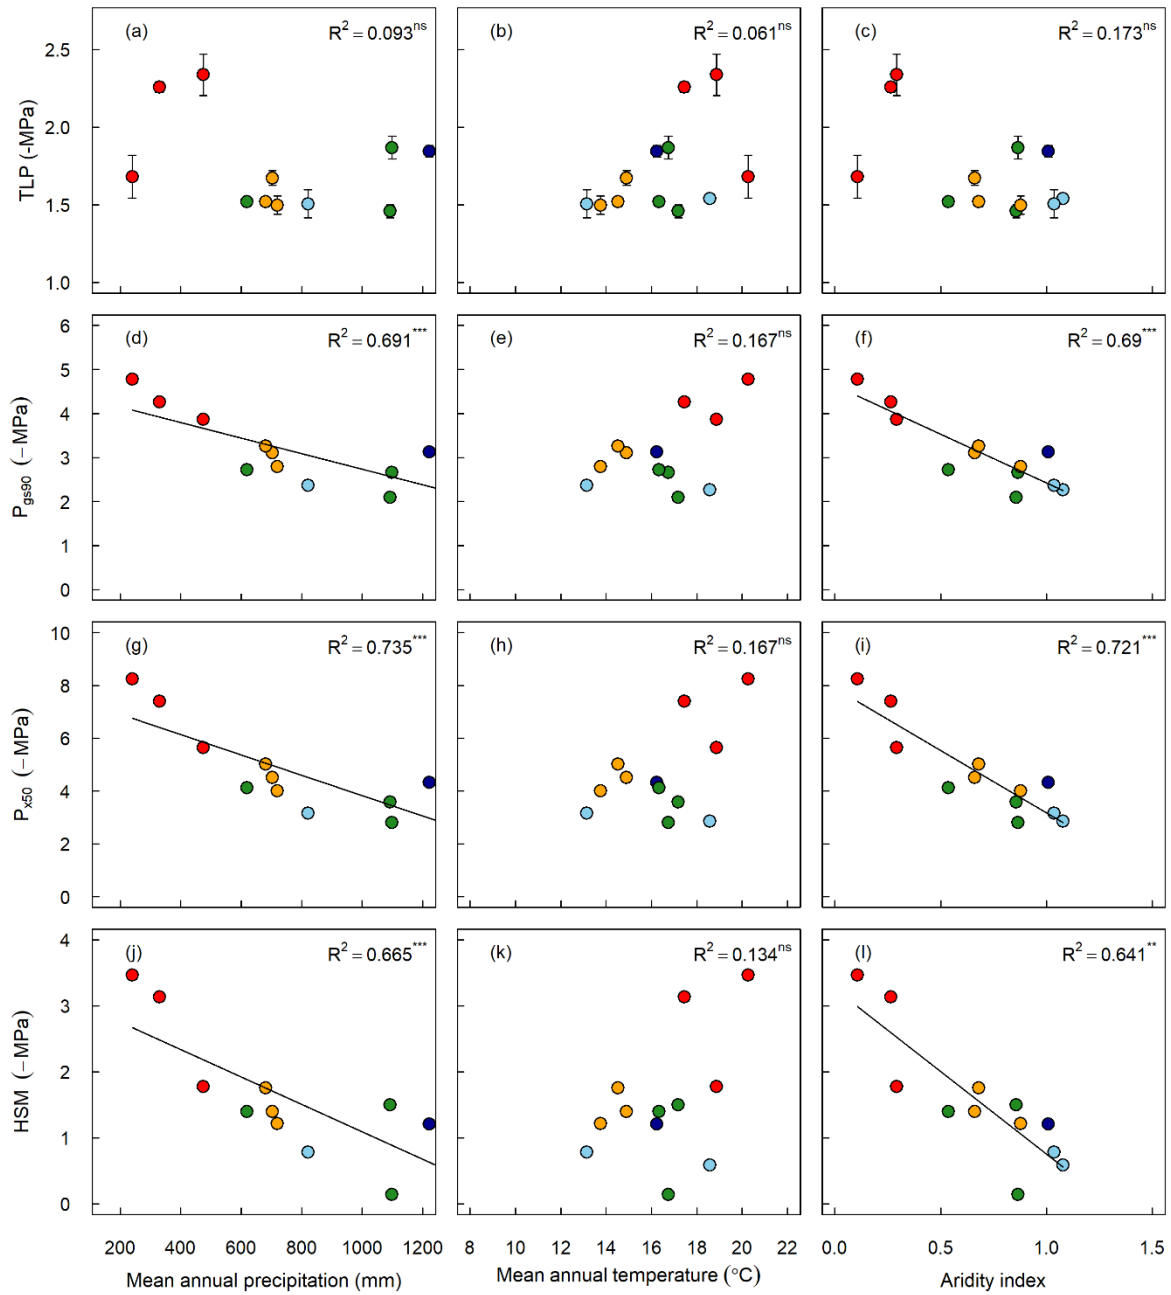 (a) R² = 0.093ns
(b) R² = 0.061ns
(c) R² = 0.173ns
TLP (-MPa)
2.5
2.0
1.5
1.0
(d) R² = 0.691***
(e) R² = 0.167ns
(f) R² = 0.69***
Pgs90 (−MPa)
6
5
4
3
2
1
0
(g) R² = 0.735***
(h) R² = 0.167ns
(i) R² = 0.721***
Px50 (−MPa)
10
8
6
4
2
0
(j) R² = 0.665***
(k) R² = 0.134ns
(l) R² = 0.641**
HSM (−MPa)
4
3
2
1
0
200 400 600 800 1000 1200
8 10 12 14 16 18 20 22
0.0 0.5 1.0 1.5
Mean annual precipitation (mm)
Mean annual temperature (°C)
Aridity index